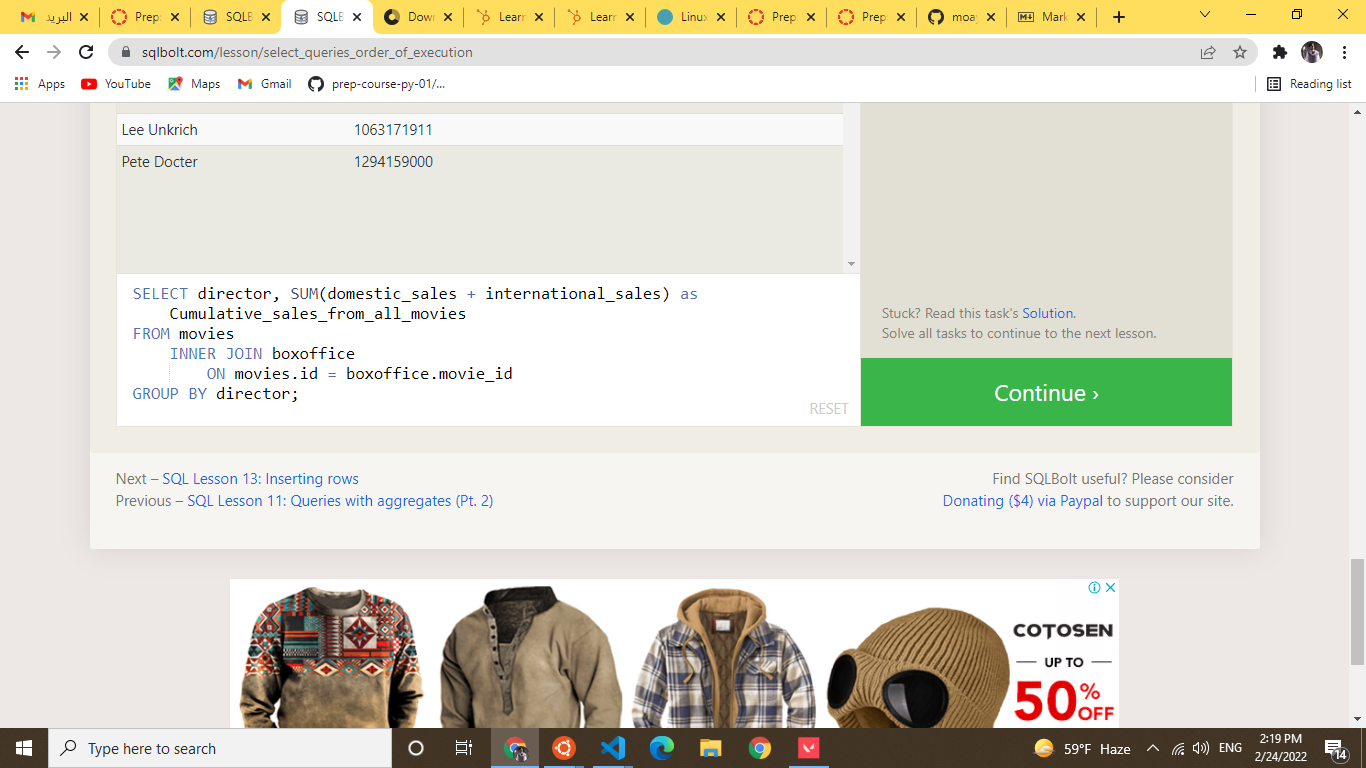 البريد
Prep
SQLB
SQLB
Down
Learn
Learn
Linux
Prep
Prep
moay
Mark
sqlbolt.com/lesson/select_queries_order_of_execution
Apps
YouTube
Maps
Gmail
prep-course-py-01/...
Reading list
Lee Unkrich 1063171911
Pete Docter 1294159000
SELECT director, SUM(domestic_sales + international_sales) as
Cumulative_sales_from_all_movies
FROM movies
INNER JOIN boxoffice
ON movies.id = boxoffice.movie_id
GROUP BY director;
RESET
Stuck? Read this task's Solution.
Solve all tasks to continue to the next lesson.
Continue ›
Next – SQL Lesson 13: Inserting rows
Previous – SQL Lesson 11: Queries with aggregates (Pt. 2)
Find SQLBolt useful? Please consider
Donating ($4) via Paypal to support our site.
COTOSEN
UP TO
50%
OFF
Type here to search
59°F Haze
ENG
2:19 PM
2/24/2022
14